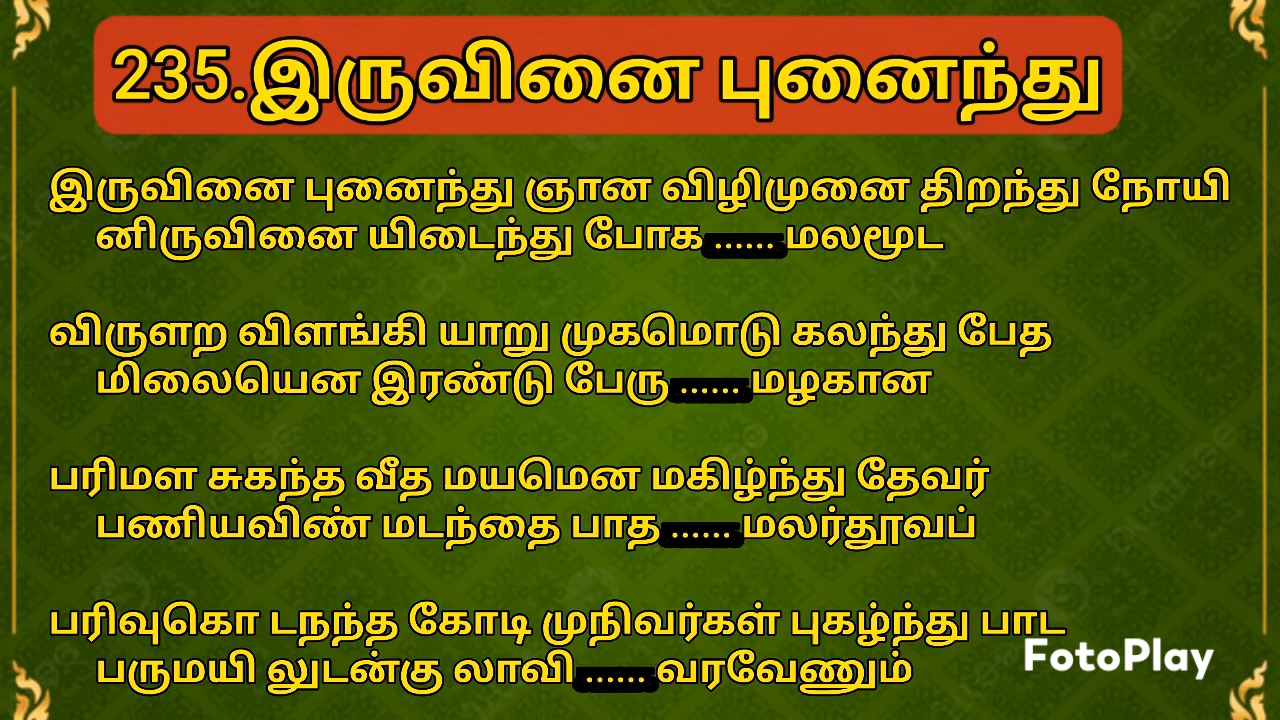 235.இருவினை புனைந்து
இருவினை புனைந்து ஞான விழிமுனை திறந்து நோயி
னிருவினை யிடைந்து போக ...... மலமூட
விருளற விளங்கி யாறு முகமொடு கலந்து பேத
மிலையென இரண்டு பேரு ...... மழகான
பரிமள சுகந்த வீத மயமென மகிழ்ந்து தேவர்
பணியவிண் மடந்தை பாத ...... மலர்தூவப்
பரிவுகொ டநந்த கோடி முநிவர்கள் புகழ்ந்து பாட
பருமயி லுடன்கு லாவி ...... வரவேணும்
FotoPlay